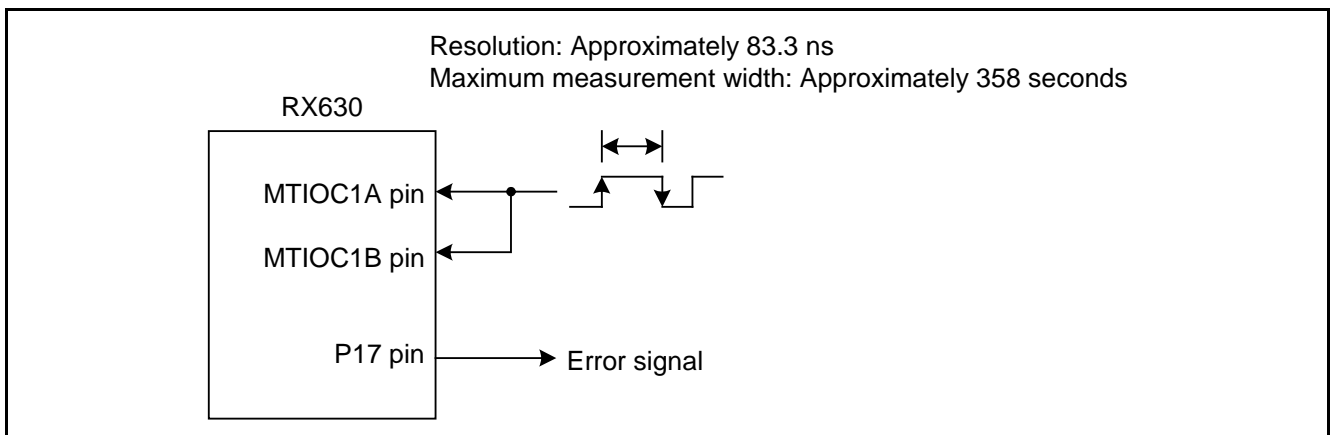 Resolution: Approximately 83.3 ns
Maximum measurement width: Approximately 358 seconds
RX630
MTIOC1A pin
MTIOC1B pin
P17 pin
Error signal